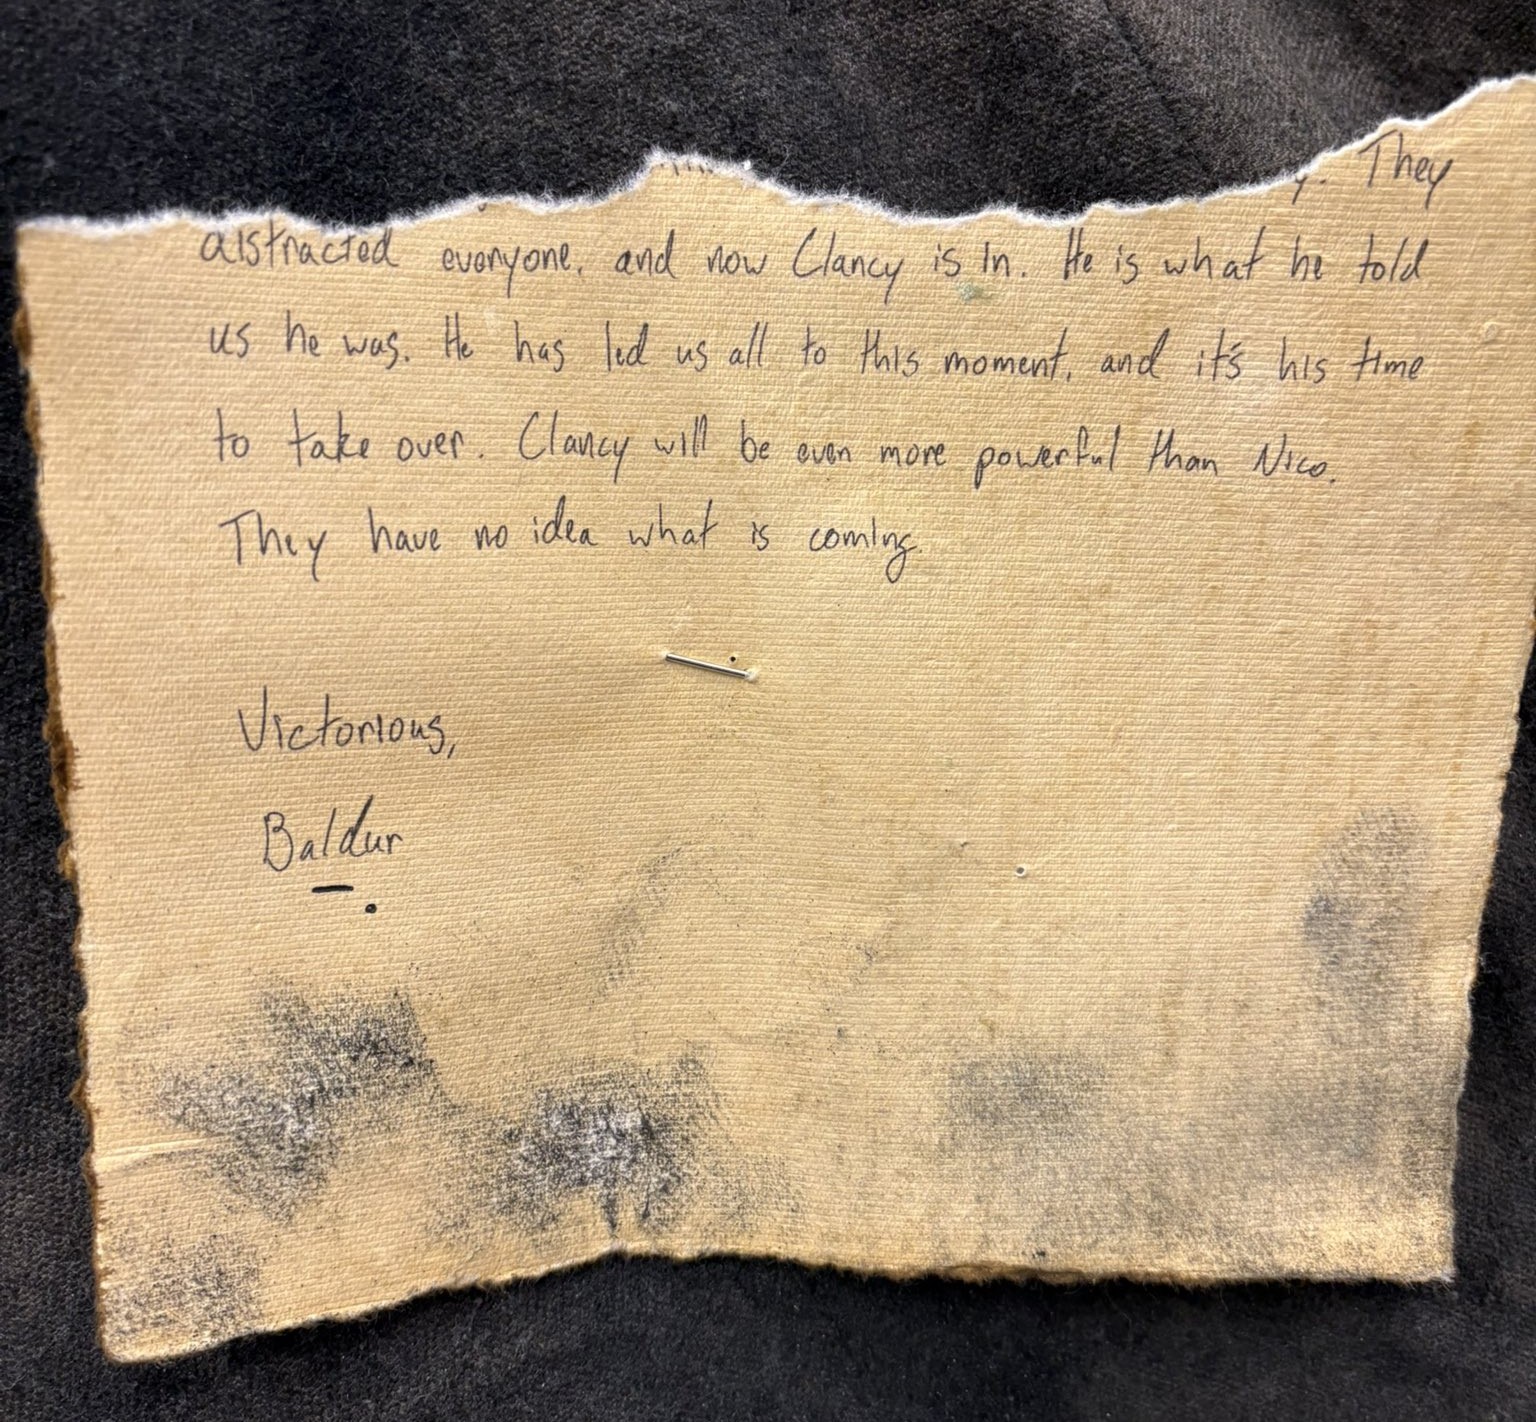 They
distracted everyone, and now Clancy is in. He is what he told
us he was. He has led us all to this moment, and it's his time
to take over. Clancy will be even more powerful than Nico.
They have no idea what is coming.
Victorious,
Baldur